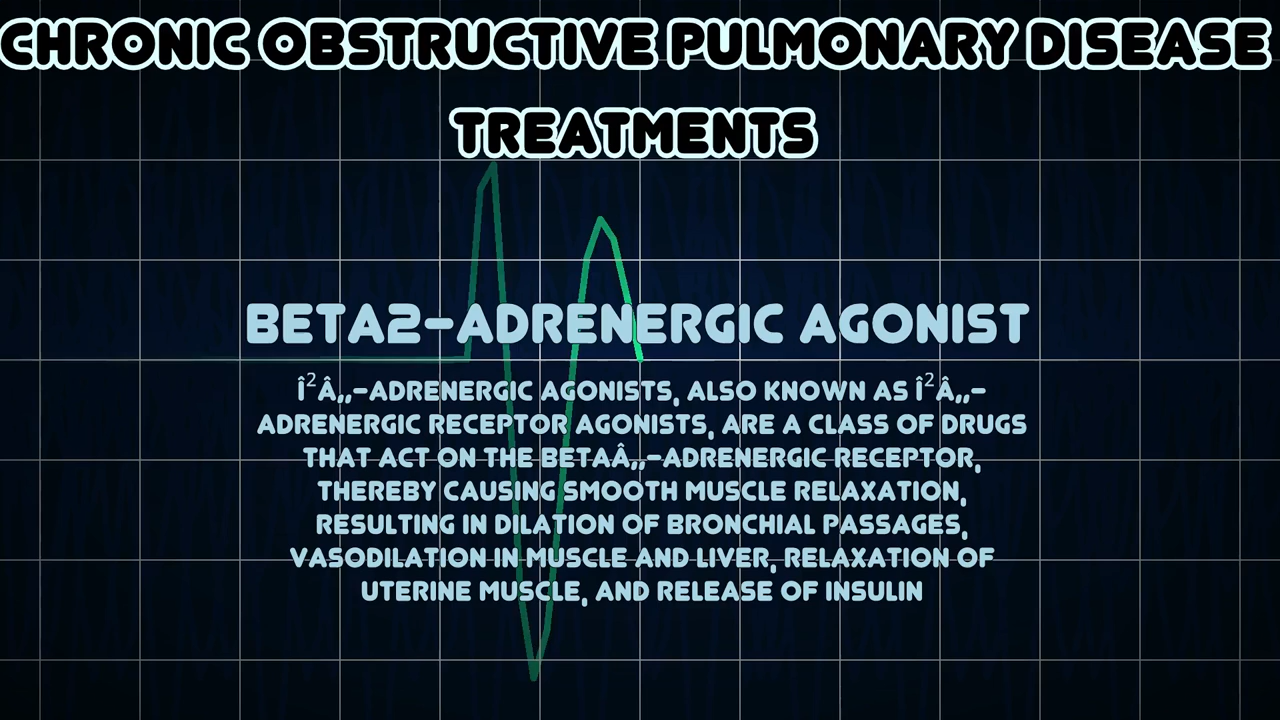 CHRONIC OBSTRUCTIVE PULMONARY DISEASE
TREATMENTS
BETA2-ADRENERGIC AGONIST
Î²Â„-ADRENERGIC AGONISTS, ALSO KNOWN AS Î²Â„-
ADRENERGIC RECEPTOR AGONISTS, ARE A CLASS OF DRUGS
THAT ACT ON THE BETAÂ„-ADRENERGIC RECEPTOR,
THEREBY CAUSING SMOOTH MUSCLE RELAXATION,
RESULTING IN DILATION OF BRONCHIAL PASSAGES,
VASODILATION IN MUSCLE AND LIVER, RELAXATION OF
UTERINE MUSCLE, AND RELEASE OF INSULIN